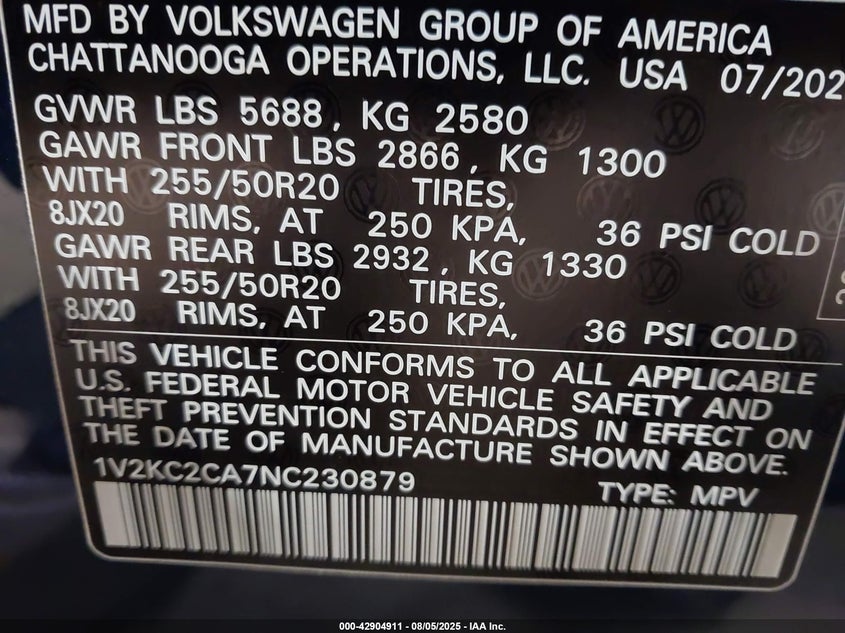 MFD BY VOLKSWAGEN GROUP OF AMERICA
CHATTANOOGA OPERATIONS, LLC. USA 07/202
GVWR LBS 5688, KG 2580
GAWR FRONT LBS 2866, KG 1300
WITH 255/50R20 TIRES,
8JX20 RIMS, AT 250 KPA, 36 PSI COLD
GAWR REAR LBS 2932, KG 1330
WITH 255/50R20 TIRES,
8JX20 RIMS, AT 250 KPA, 36 PSI COLD
THIS VEHICLE CONFORMS TO ALL APPLICABLE
U.S. FEDERAL MOTOR VEHICLE SAFETY AND
THEFT PREVENTION STANDARDS IN EFFECT ON
THE DATE OF MANUFACTURE SHOWN ABOVE.
1V2KC2CA7NC230879 TYPE: MPV
000-42904911 - 08/05/2025 - IAA Inc.